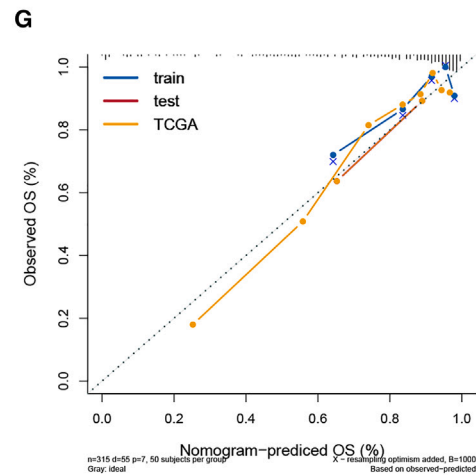 G
train
test
TCGA
Observed OS (%)
0.0
0.2
0.4
0.6
0.8
1.0
0.0 0.2 0.4 0.6 0.8 1.0
Nomogram-prediced OS (%)
n=315 d=55 p=7, 50 subjects per group
Gray: ideal
X - resampling optimism added, B=1000
Based on observed-predicted